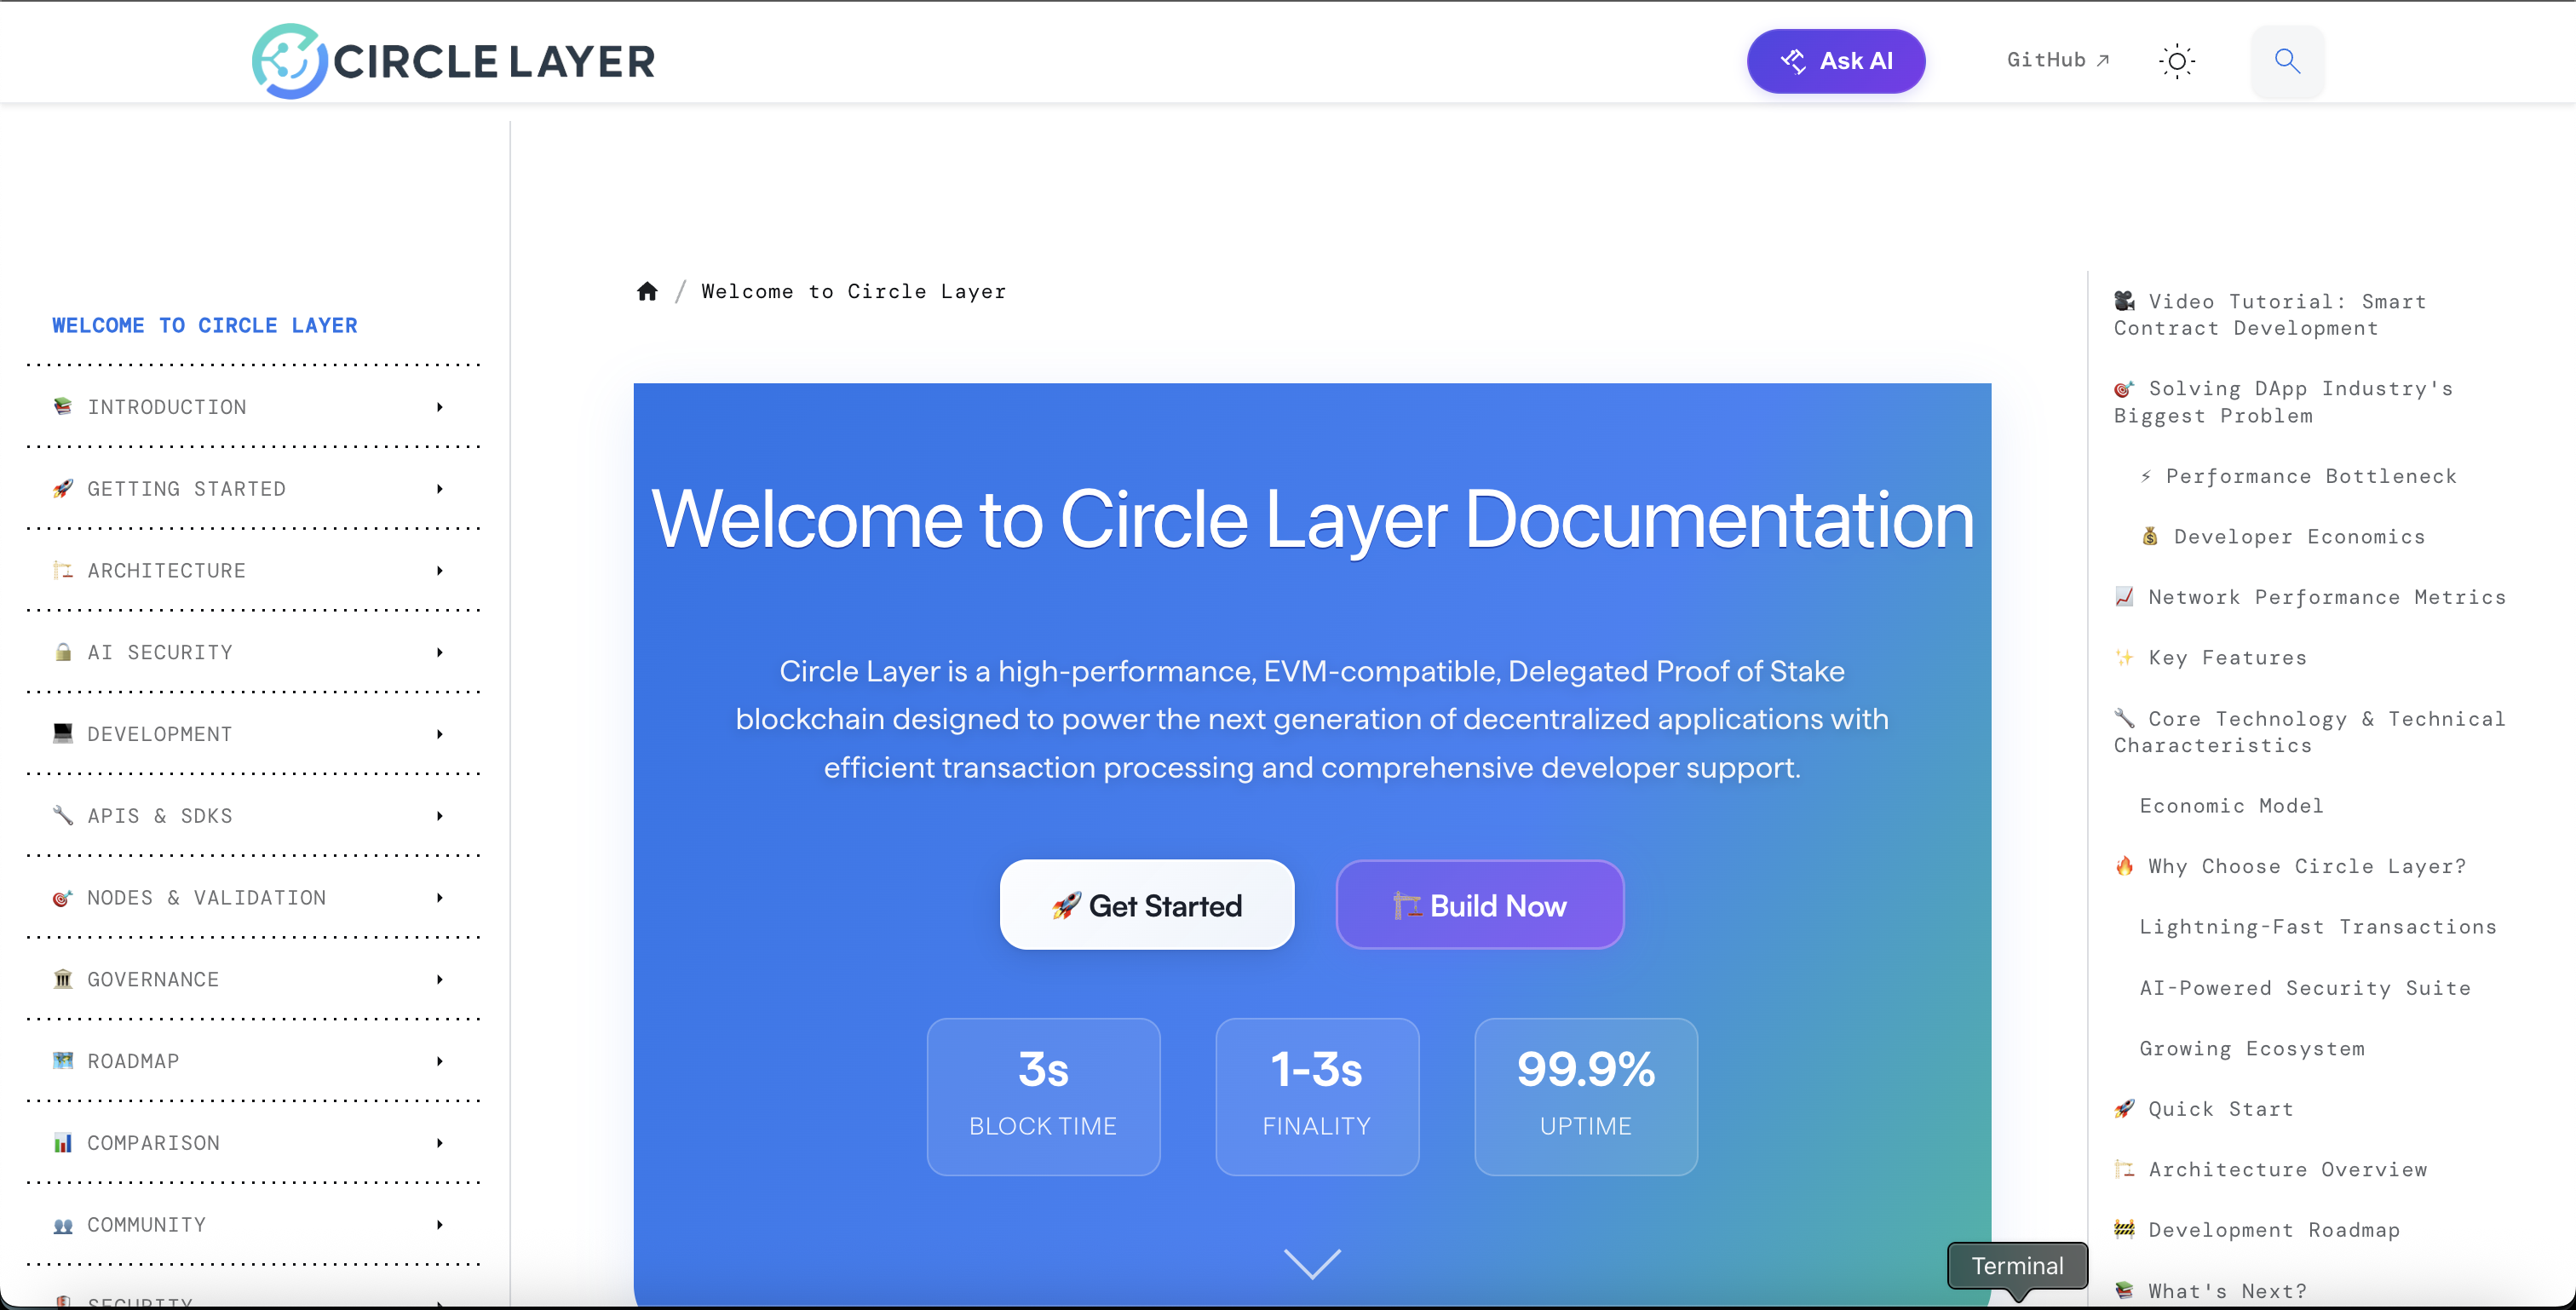 CIRCLE LAYER
Ask AI
GitHub ↗
WELCOME TO CIRCLE LAYER
📚 INTRODUCTION
🚀 GETTING STARTED
🏗️ ARCHITECTURE
🔒 AI SECURITY
💻 DEVELOPMENT
🔧 APIS & SDKS
🎯 NODES & VALIDATION
🏛️ GOVERNANCE
🗺️ ROADMAP
📊 COMPARISON
👥 COMMUNITY
SECURITY
/ Welcome to Circle Layer
Welcome to Circle Layer Documentation
Circle Layer is a high-performance, EVM-compatible, Delegated Proof of Stake
blockchain designed to power the next generation of decentralized applications with
efficient transaction processing and comprehensive developer support.
🚀 Get Started
🏗️ Build Now
3s
BLOCK TIME
1-3s
FINALITY
99.9%
UPTIME
🎥 Video Tutorial: Smart
Contract Development
🎯 Solving DApp Industry's
Biggest Problem
⚡ Performance Bottleneck
💰 Developer Economics
📈 Network Performance Metrics
✨ Key Features
🔧 Core Technology & Technical
Characteristics
Economic Model
🔥 Why Choose Circle Layer?
Lightning-Fast Transactions
AI-Powered Security Suite
Growing Ecosystem
🚀 Quick Start
🏗️ Architecture Overview
🚧 Development Roadmap
📚 What's Next?
Terminal